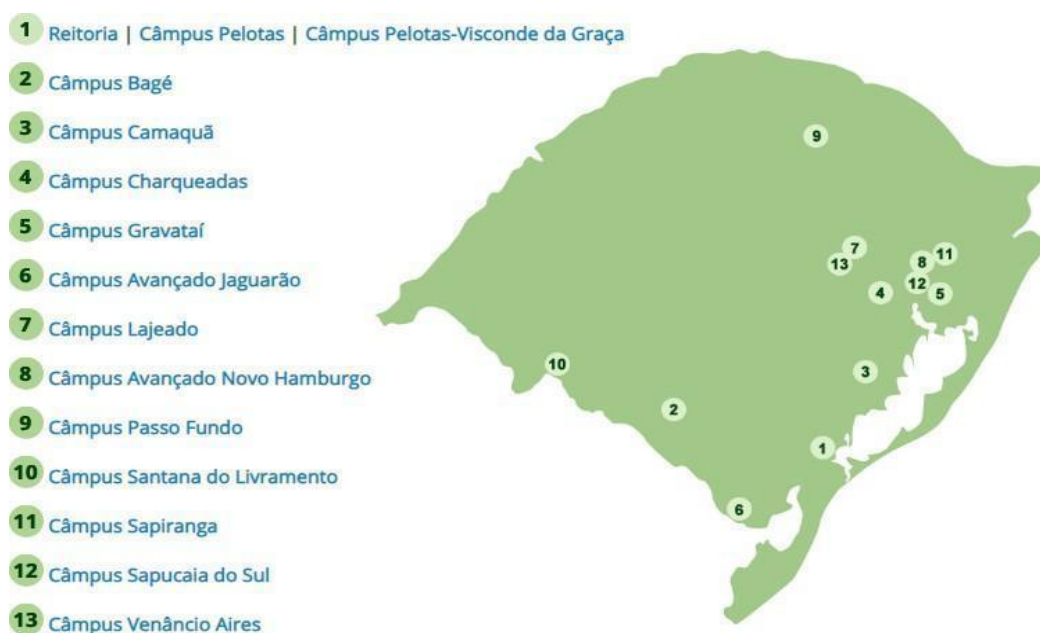 1 Reitoria | Câmpus Pelotas | Câmpus Pelotas-Visconde da Graça
2 Câmpus Bagé
3 Câmpus Camaquã
4 Câmpus Charqueadas
5 Câmpus Gravataí
6 Câmpus Avançado Jaguarão
7 Câmpus Lajeado
8 Câmpus Avançado Novo Hamburgo
9 Câmpus Passo Fundo
10 Câmpus Santana do Livramento
11 Câmpus Sapiranga
12 Câmpus Sapucaia do Sul
13 Câmpus Venâncio Aires
9
7
11
8
13
12
4
5
10
3
2
1
6